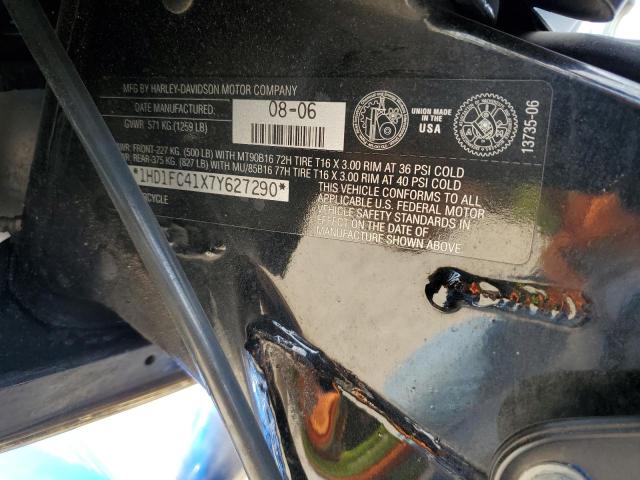 MFG BY HARLEY-DAVIDSON MOTOR COMPANY
DATE MANUFACTURED:
08-06
GVWR 571 KG (1259 LB)
UNION MADE IN
THE
USA
13735-06
GAWR: FRONT-227 KG (500 LB) WITH MT90B16 72H TIRE T16 X 3.00 RIM AT 36 PSI COLD
GAWR: REAR-375 KG (827 LB) WITH MU/85B16 77H TIRE T16 X 3.00 RIM AT 40 PSI COLD
*1HD1FC41X7Y627290*
THIS VEHICLE CONFORMS TO ALL
APPLICABLE U.S. FEDERAL MOTOR
VEHICLE SAFETY STANDARDS IN
EFFECT ON THE DATE OF
MANUFACTURE SHOWN ABOVE